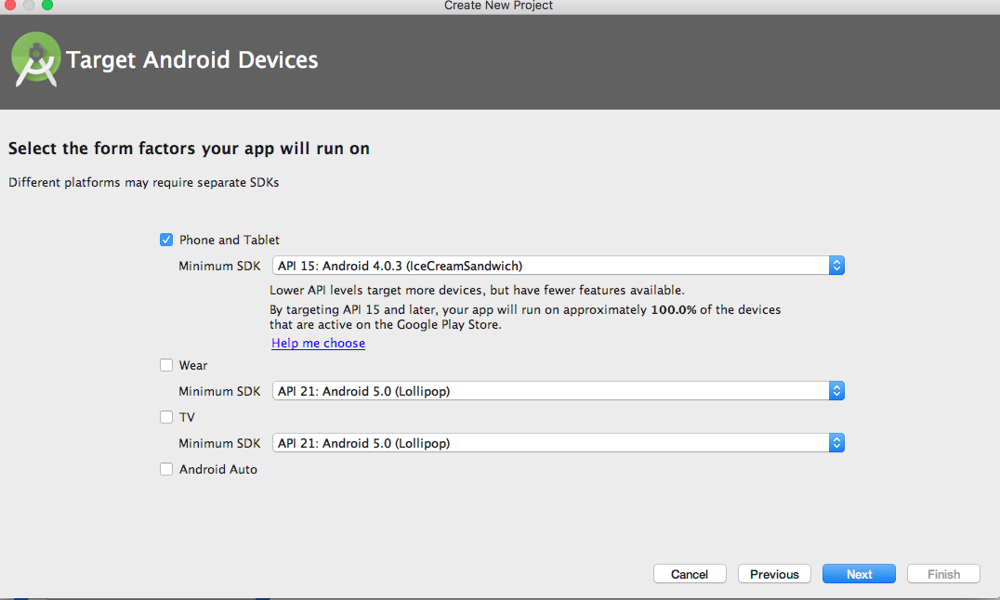 Create New Project
Target Android Devices
Select the form factors your app will run on
Different platforms may require separate SDKs
Phone and Tablet
Minimum SDK API 15: Android 4.0.3 (IceCreamSandwich)
Lower API levels target more devices, but have fewer features available.
By targeting API 15 and later, your app will run on approximately 100.0% of the devices
that are active on the Google Play Store.
Help me choose
Wear
Minimum SDK API 21: Android 5.0 (Lollipop)
TV
Minimum SDK API 21: Android 5.0 (Lollipop)
Android Auto
Cancel Previous Next Finish